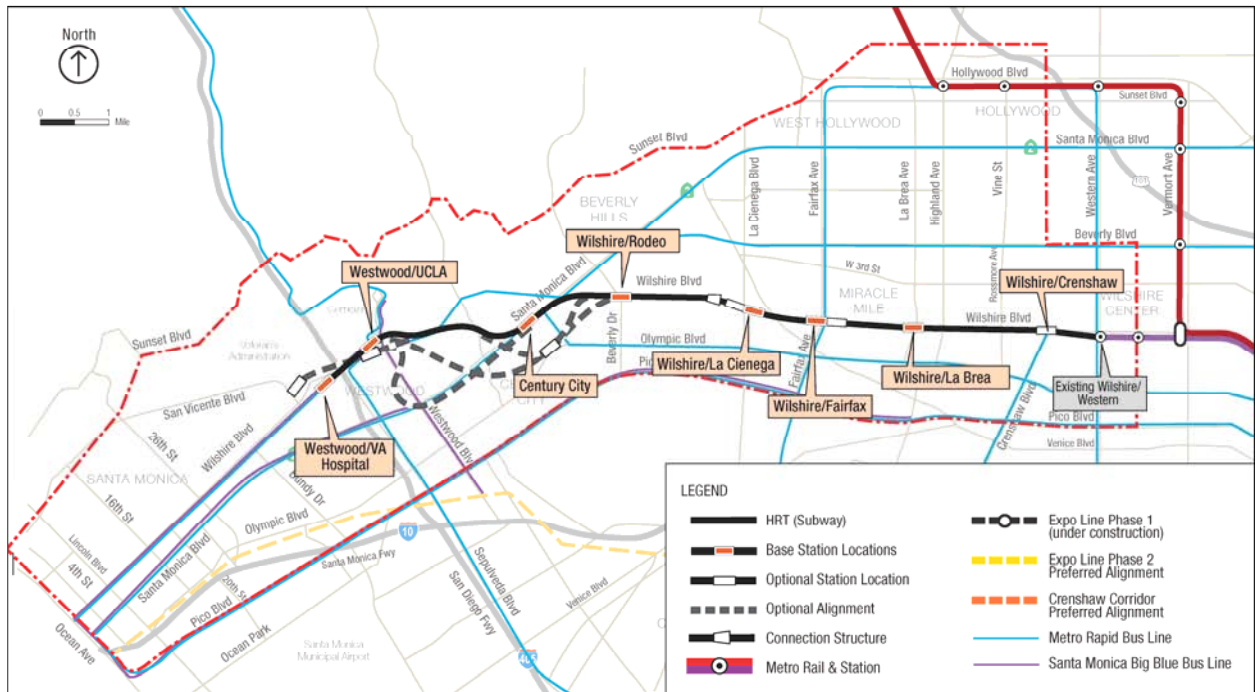 North
0 0.5 1
Mile
Hollywood Blvd
Sunset Blvd
HOLLYWOOD
WEST HOLLYWOOD
Santa Monica Blvd
Sunset Blvd
101
La Cienega Blvd
Fairfax Ave
La Brea Ave
Highland Ave
Vine St
Western Ave
Vermont Ave
BEVERLY
HILLS
Wilshire/Rodeo
Beverly Blvd
W 3rd St
Rossmore Ave
Westwood/UCLA
Santa Monica Blvd
Wilshire Blvd
MIRACLE
MILE
Wilshire/Crenshaw
WILSHIRE
CENTER
Wilshire Blvd
Sunset Blvd
Veteran's
Administration
Beverly Dr
Olympic Blvd
Pico
Wilshire/La Cienega
Fairfax Ave
Wilshire/La Brea
Existing Wilshire/
Western
Century City
WESTWOOD
San Vicente Blvd
Wilshire/Fairfax
Crenshaw Blvd
Pico Blvd
Venice Blvd
26th St
Wilshire Blvd
Westwood/VA
Hospital
Westwood Blvd
SANTA MONICA
16th St
Bundy Dr
Olympic Blvd
10
Lincoln Blvd
4th St
Santa Monica Blvd
20th St
Santa Monica Fwy
Sepulveda Blvd
San Diego Fwy
Venice Blvd
Pico Blvd
Ocean Ave
Ocean Park
Santa Monica
Municipal Airport
405
LEGEND
HRT (Subway)
Base Station Locations
Optional Station Location
Optional Alignment
Connection Structure
Metro Rail & Station
Expo Line Phase 1
(under construction)
Expo Line Phase 2
Preferred Alignment
Crenshaw Corridor
Preferred Alignment
Metro Rapid Bus Line
Santa Monica Big Blue Bus Line